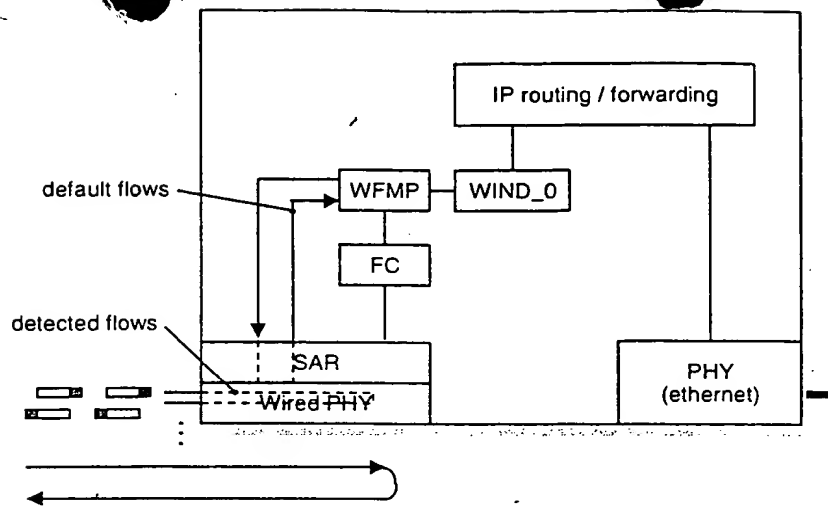 IP routing / forwarding
default flows
WFMP
WIND_0
FC
detected flows
SAR
PHY
(ethernet)
Wired PHY